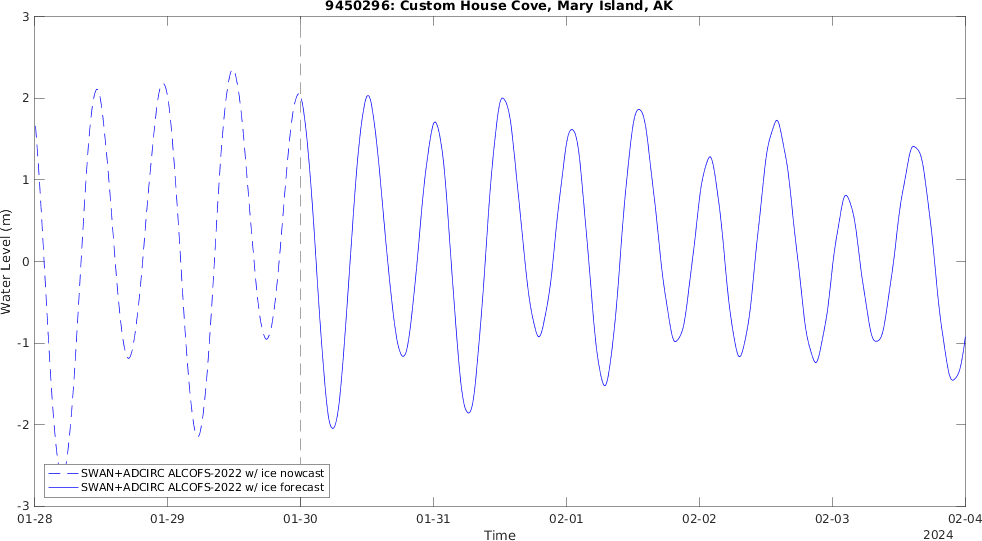 9450296: Custom House Cove, Mary Island, AK
3
2
1
0
-1
-2
-3
Water Level (m)
SWAN+ADCIRC ALCOFS-2022 w/ ice nowcast
SWAN+ADCIRC ALCOFS-2022 w/ ice forecast
01-28 01-29 01-30 01-31 02-01 02-02 02-03 02-04
Time
2024